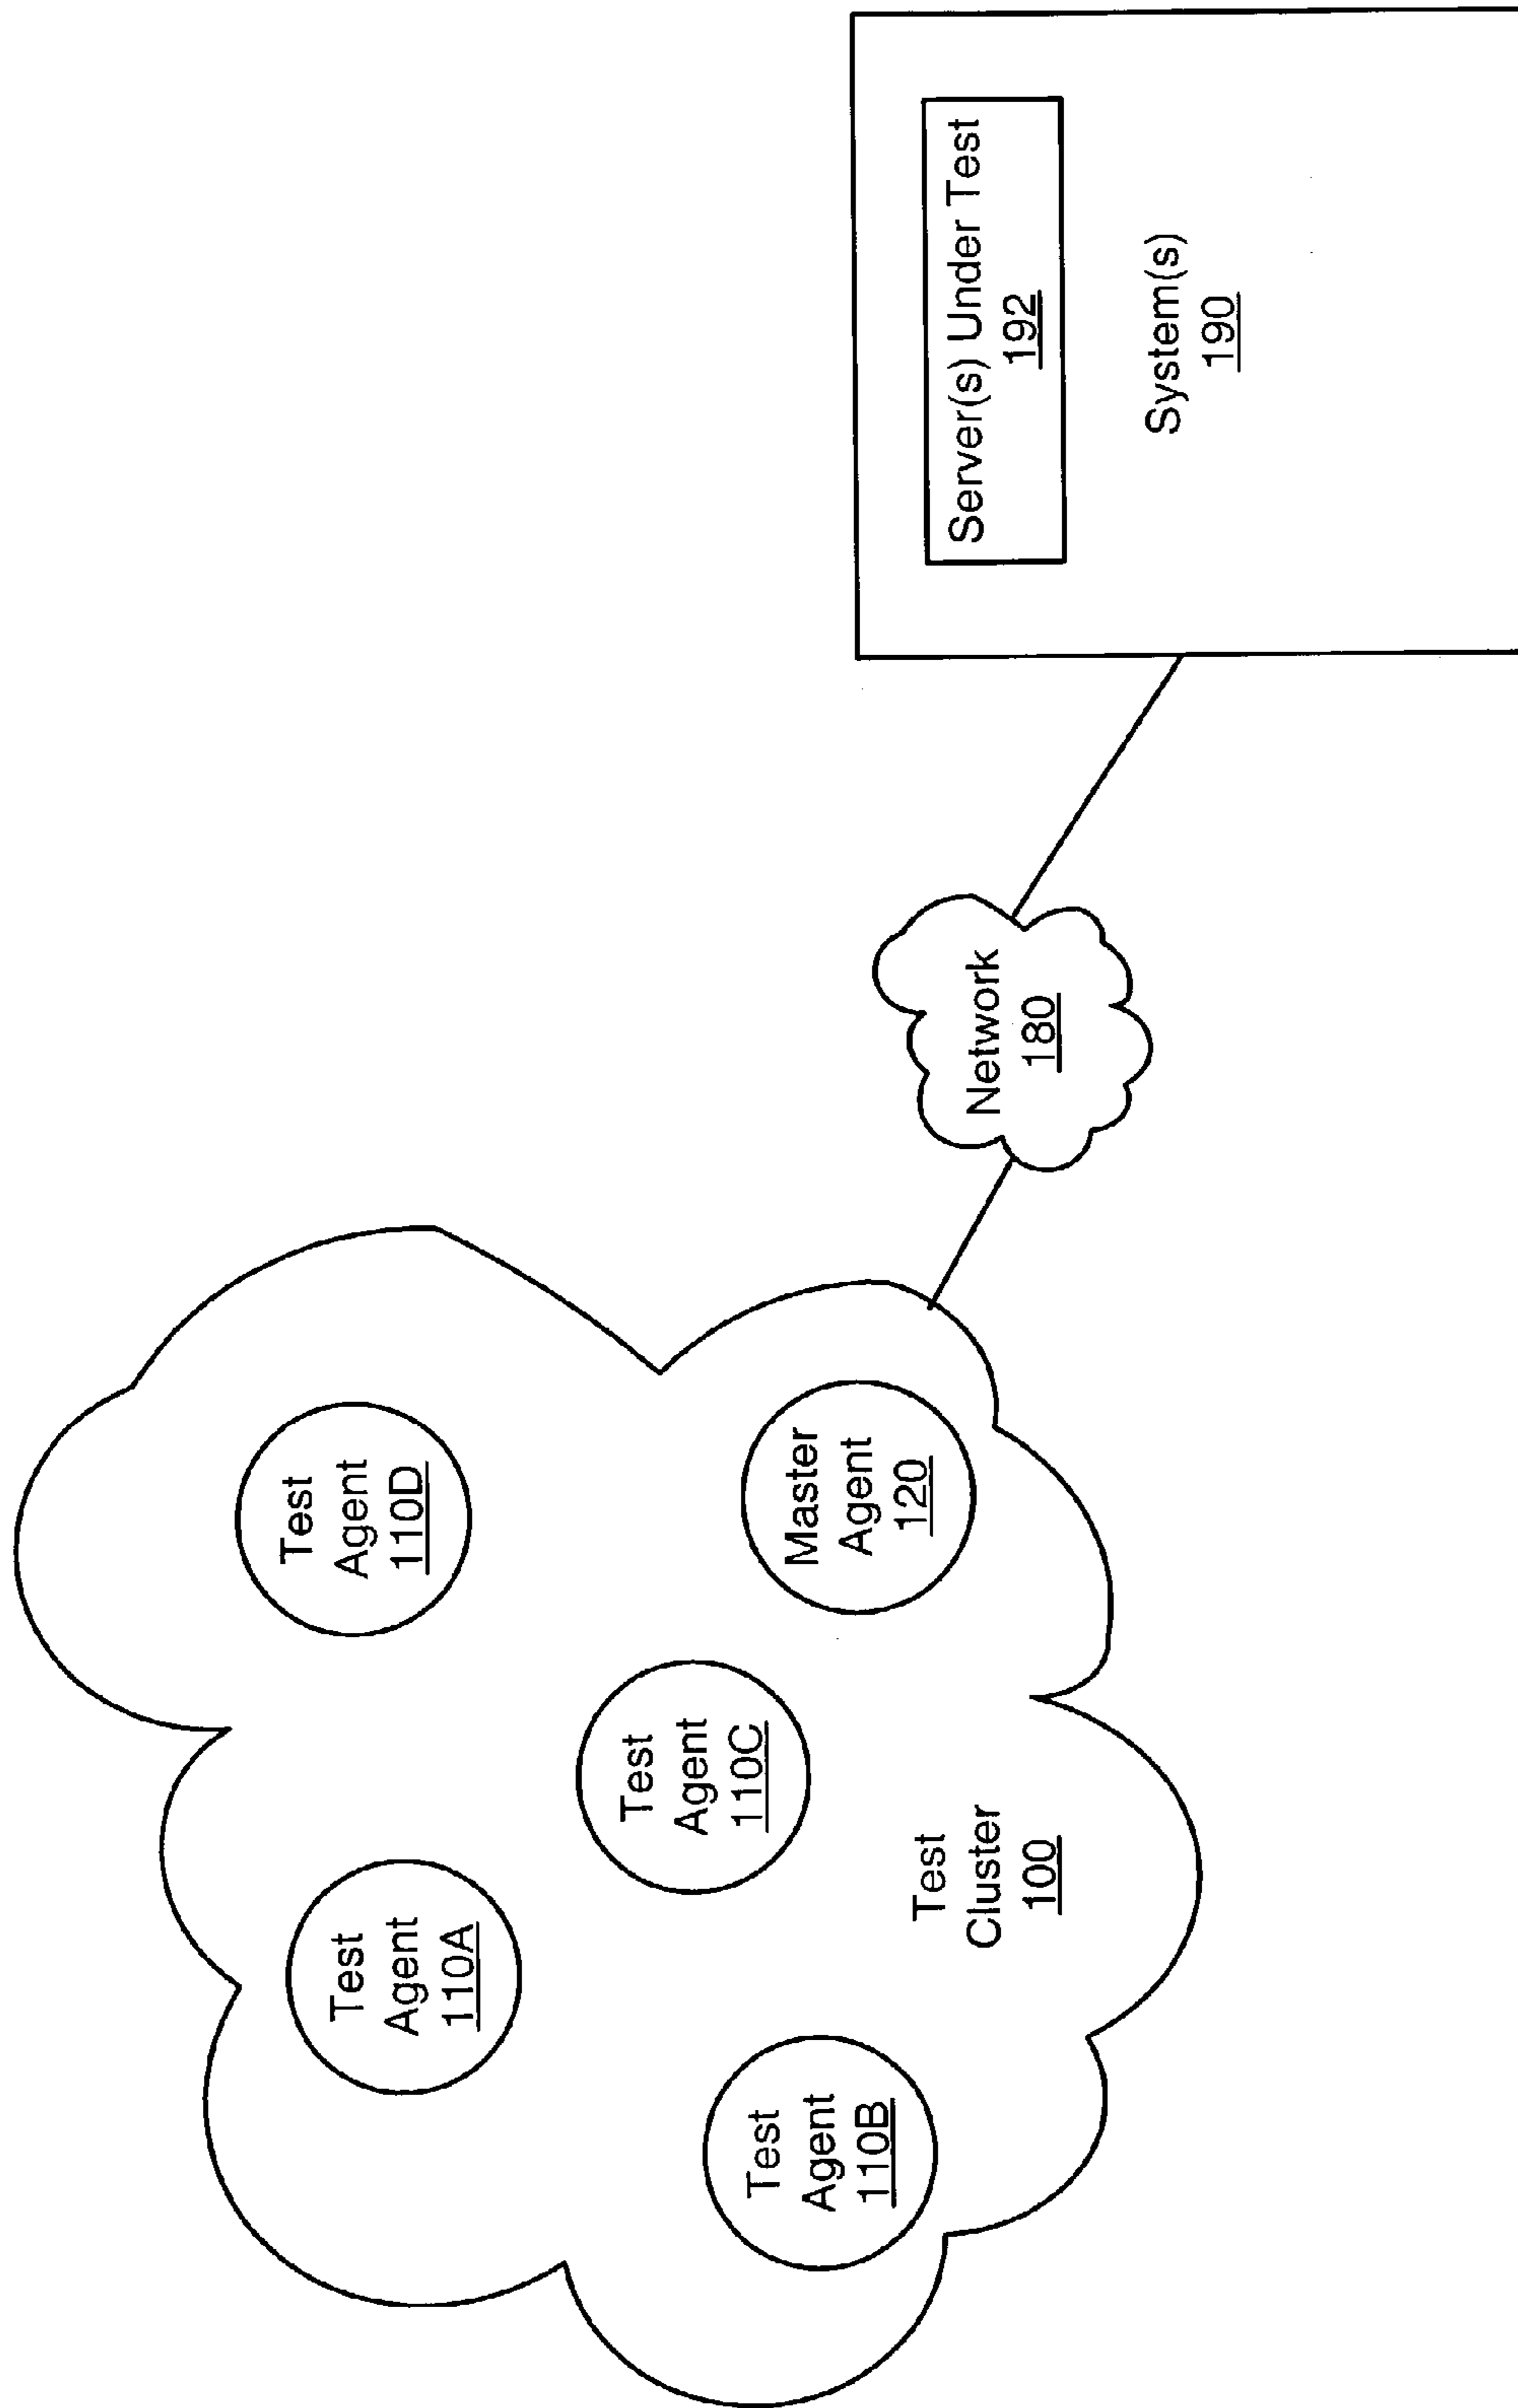 Test
Agent
110A
Test
Agent
110D
Test
Agent
110C
Test
Agent
110B
Master
Agent
120
Test
Cluster
100
Network
180
Server(s) Under Test
192
System(s)
190